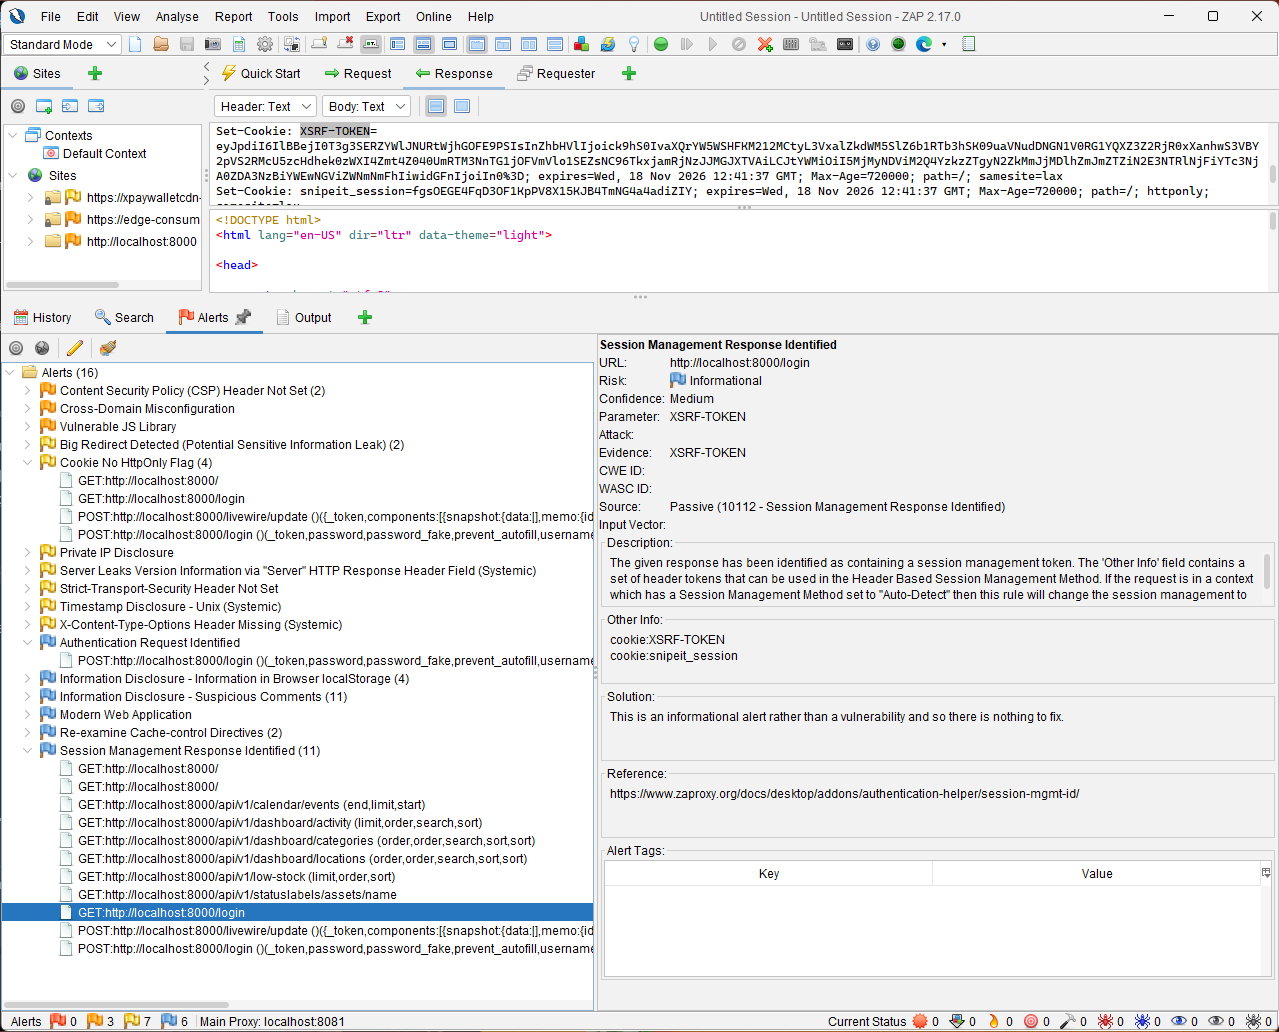 File Edit View Analyse Report Tools Import Export Online Help
Untitled Session - Untitled Session - ZAP 2.17.0
Standard Mode
Sites
Quick Start Request Response Requester
Header: Text Body: Text
Contexts
Default Context
Sites
https://xpaywalletcdn-
https://edge-consum
http://localhost:8000
Set-Cookie: XSRF-TOKEN=
Set-Cookie: snipeit_session=fgsOEGE4FqD3OF1KpPV8X15KJB4TmNG4a4adiZIY; expires=Wed, 18 Nov 2026 12:41:37 GMT; Max-Age=720000; path=/; httponly;
<!DOCTYPE html>
<html lang="en-US" dir="ltr" data-theme="light">
<head>
History Search Alerts Output
Alerts (16)
Content Security Policy (CSP) Header Not Set (2)
Cross-Domain Misconfiguration
Vulnerable JS Library
Big Redirect Detected (Potential Sensitive Information Leak) (2)
Cookie No HttpOnly Flag (4)
GET:http://localhost:8000/
GET:http://localhost:8000/login
POST:http://localhost:8000/livewire/update ()({_token,components:[{snapshot:{data:[],memo:{id
POST:http://localhost:8000/login ()(_token,password,password_fake,prevent_autofill,username
Private IP Disclosure
Server Leaks Version Information via "Server" HTTP Response Header Field (Systemic)
Strict-Transport-Security Header Not Set
Timestamp Disclosure - Unix (Systemic)
X-Content-Type-Options Header Missing (Systemic)
Authentication Request Identified
POST:http://localhost:8000/login ()(_token,password,password_fake,prevent_autofill,username
Information Disclosure - Information in Browser localStorage (4)
Information Disclosure - Suspicious Comments (11)
Modern Web Application
Re-examine Cache-control Directives (2)
Session Management Response Identified (11)
GET:http://localhost:8000/
GET:http://localhost:8000/
GET:http://localhost:8000/api/v1/calendar/events (end,limit,start)
GET:http://localhost:8000/api/v1/dashboard/activity (limit,order,search,sort)
GET:http://localhost:8000/api/v1/dashboard/categories (order,order,search,sort,sort)
GET:http://localhost:8000/api/v1/dashboard/locations (order,order,search,sort,sort)
GET:http://localhost:8000/api/v1/low-stock (limit,order,sort)
GET:http://localhost:8000/api/v1/statuslabels/assets/name
GET:http://localhost:8000/login
POST:http://localhost:8000/livewire/update ()({_token,components:[{snapshot:{data:[],memo:{id
POST:http://localhost:8000/login ()(_token,password,password_fake,prevent_autofill,username
Session Management Response Identified
URL: http://localhost:8000/login
Risk: Informational
Confidence: Medium
Parameter: XSRF-TOKEN
Attack:
Evidence: XSRF-TOKEN
CWE ID:
WASC ID:
Source: Passive (10112 - Session Management Response Identified)
Input Vector:
Description:
The given response has been identified as containing a session management token. The 'Other Info' field contains a
set of header tokens that can be used in the Header Based Session Management Method. If the request is in a context
which has a Session Management Method set to "Auto-Detect" then this rule will change the session management to
Other Info:
cookie:XSRF-TOKEN
cookie:snipeit_session
Solution:
This is an informational alert rather than a vulnerability and so there is nothing to fix.
Reference:
https://www.zaproxy.org/docs/desktop/addons/authentication-helper/session-mgmt-id/
Alert Tags:
Key Value
Alerts 0 3 7 6 Main Proxy: localhost:8081
Current Status 0 0 0 0 0 0 0 0 0 0